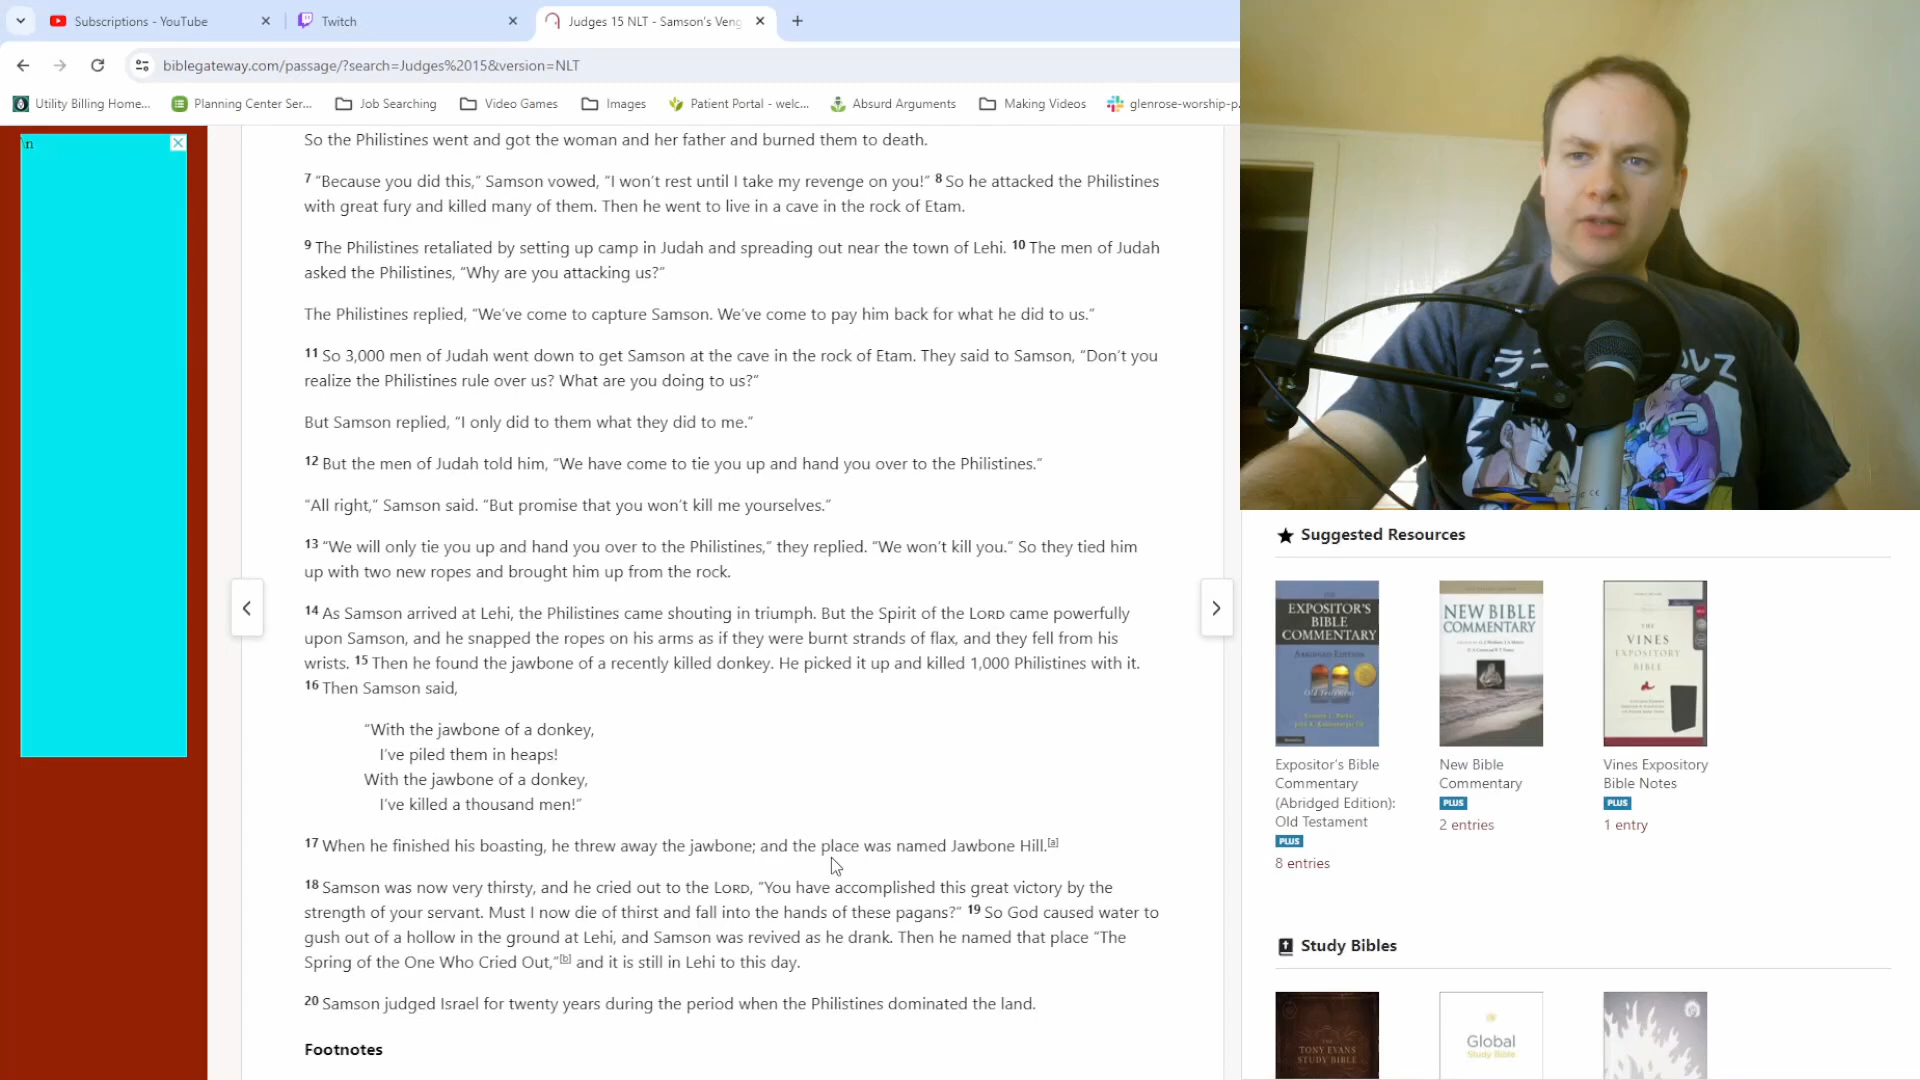 Subscriptions - YouTube
Twitch
Judges 15 NLT - Samson's Veng
biblegateway.com/passage/?search=Judges%2015&version=NLT
Utility Billing Home...
Planning Center Ser...
Job Searching
Video Games
Images
Patient Portal - welc...
Absurd Arguments
Making Videos
glenrose-worship-p.
\n
So the Philistines went and got the woman and her father and burned them to death.
7 “Because you did this,” Samson vowed, “I won’t rest until I take my revenge on you!” 8 So he attacked the Philistines
with great fury and killed many of them. Then he went to live in a cave in the rock of Etam.
9 The Philistines retaliated by setting up camp in Judah and spreading out near the town of Lehi. 10 The men of Judah
asked the Philistines, “Why are you attacking us?”
The Philistines replied, “We’ve come to capture Samson. We’ve come to pay him back for what he did to us.”
11 So 3,000 men of Judah went down to get Samson at the cave in the rock of Etam. They said to Samson, “Don’t you
realize the Philistines rule over us? What are you doing to us?”
But Samson replied, “I only did to them what they did to me.”
12 But the men of Judah told him, “We have come to tie you up and hand you over to the Philistines.”
“All right,” Samson said. “But promise that you won’t kill me yourselves.”
13 “We will only tie you up and hand you over to the Philistines,” they replied. “We won’t kill you.” So they tied him
up with two new ropes and brought him up from the rock.
14 As Samson arrived at Lehi, the Philistines came shouting in triumph. But the Spirit of the LORD came powerfully
upon Samson, and he snapped the ropes on his arms as if they were burnt strands of flax, and they fell from his
wrists. 15 Then he found the jawbone of a recently killed donkey. He picked it up and killed 1,000 Philistines with it.
16 Then Samson said,
“With the jawbone of a donkey,
I’ve piled them in heaps!
With the jawbone of a donkey,
I’ve killed a thousand men!”
17 When he finished his boasting, he threw away the jawbone; and the place was named Jawbone Hill.[a]
18 Samson was now very thirsty, and he cried out to the LORD, “You have accomplished this great victory by the
strength of your servant. Must I now die of thirst and fall into the hands of these pagans?” 19 So God caused water to
gush out of a hollow in the ground at Lehi, and Samson was revived as he drank. Then he named that place “The
Spring of the One Who Cried Out,”[b] and it is still in Lehi to this day.
20 Samson judged Israel for twenty years during the period when the Philistines dominated the land.
Footnotes
Suggested Resources
EXPOSITOR'S
BIBLE
COMMENTARY
ABRIDGED EDITION
Old Testament
NEW BIBLE
COMMENTARY
THE
VINES
EXPOSITORY
BIBLE
Expositor's Bible
Commentary
(Abridged Edition):
Old Testament
PLUS
8 entries
New Bible
Commentary
PLUS
2 entries
Vines Expository
Bible Notes
PLUS
1 entry
Study Bibles
THE
TONY EVANS
STUDY BIBLE
Global
Study Bible